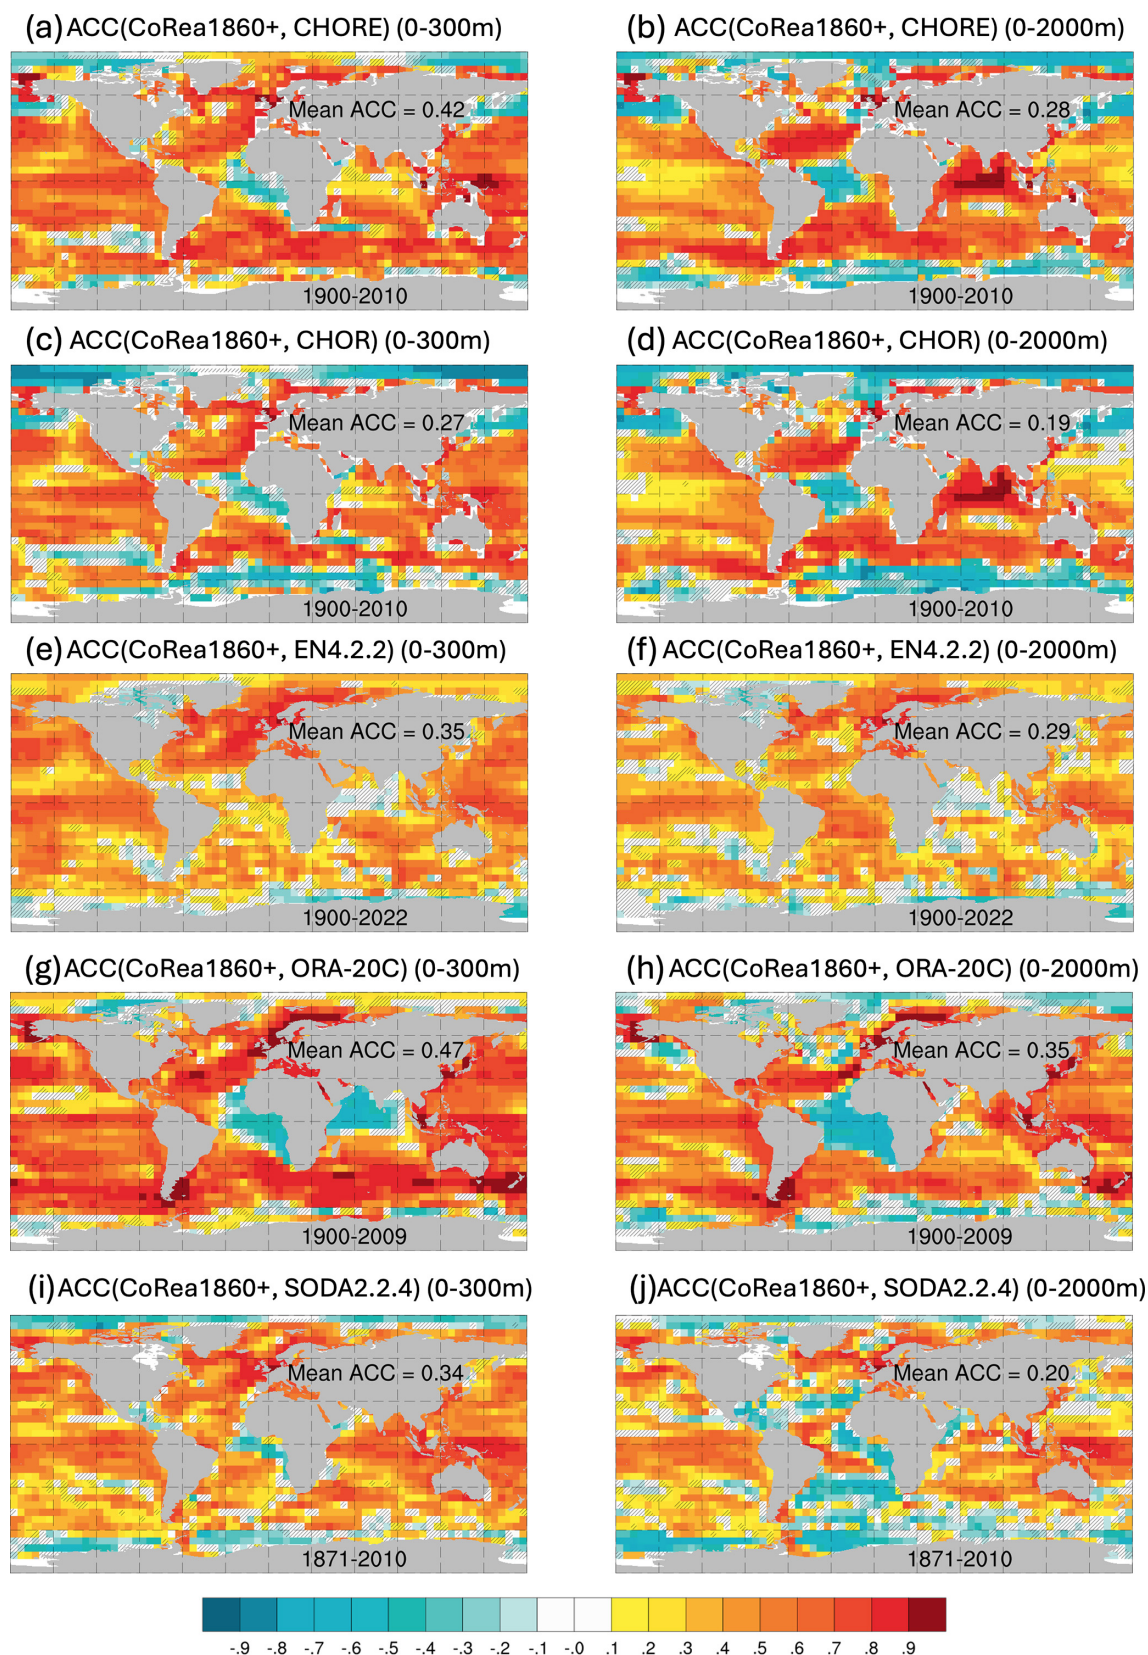 (a) ACC(CoRea1860+, CHORE) (0-300m)
Mean ACC = 0.42
1900-2010
(b) ACC(CoRea1860+, CHORE) (0-2000m)
Mean ACC = 0.28
1900-2010
(c) ACC(CoRea1860+, CHOR) (0-300m)
Mean ACC = 0.27
1900-2010
(d) ACC(CoRea1860+, CHOR) (0-2000m)
Mean ACC = 0.19
1900-2010
(e) ACC(CoRea1860+, EN4.2.2) (0-300m)
Mean ACC = 0.35
1900-2022
(f) ACC(CoRea1860+, EN4.2.2) (0-2000m)
Mean ACC = 0.29
1900-2022
(g) ACC(CoRea1860+, ORA-20C) (0-300m)
Mean ACC = 0.47
1900-2009
(h) ACC(CoRea1860+, ORA-20C) (0-2000m)
Mean ACC = 0.35
1900-2009
(i) ACC(CoRea1860+, SODA2.2.4) (0-300m)
Mean ACC = 0.34
1871-2010
(j) ACC(CoRea1860+, SODA2.2.4) (0-2000m)
Mean ACC = 0.20
1871-2010
-.9 -.8 -.7 -.6 -.5 -.4 -.3 -.2 -.1 -.0 .1 .2 .3 .4 .5 .6 .7 .8 .9